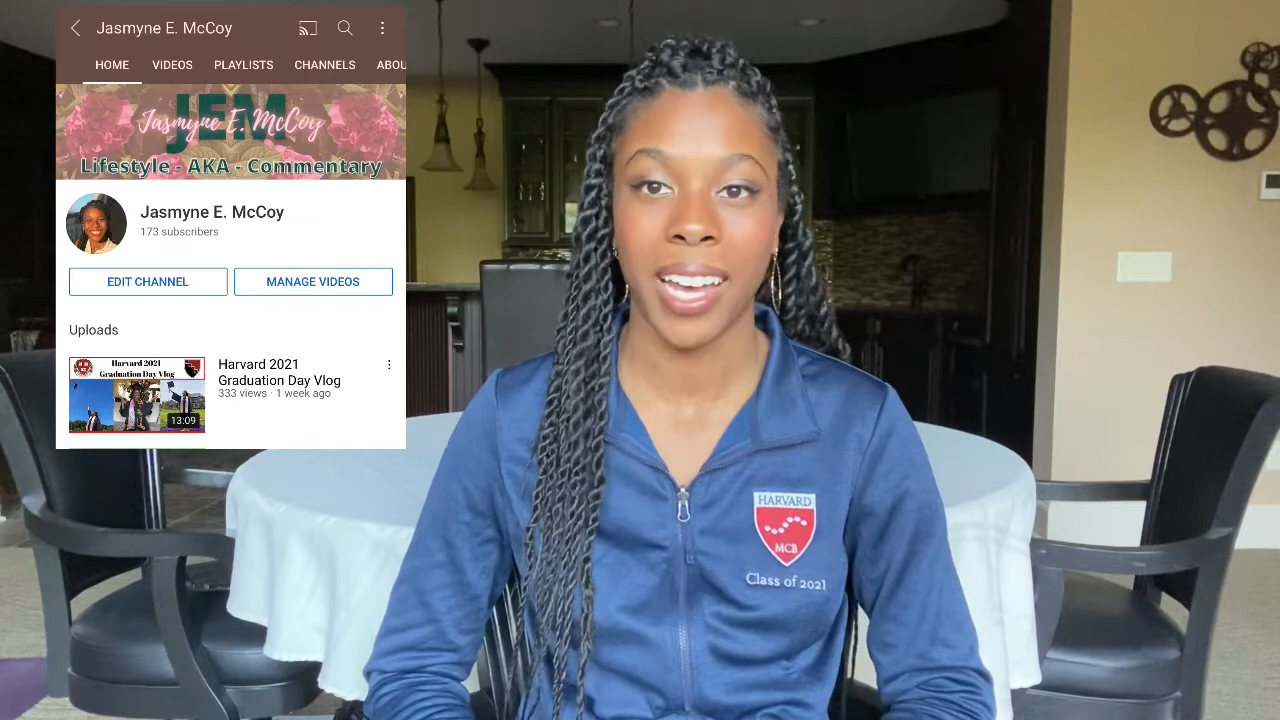 Jasmyne E. McCoy
HOME VIDEOS PLAYLISTS CHANNELS ABOU
JEM
Jasmyne E. McCoy
Lifestyle - AKA - Commentary
Jasmyne E. McCoy
173 subscribers
EDIT CHANNEL MANAGE VIDEOS
Uploads
Harvard 2021
Graduation Day Vlog
13:09
Harvard 2021
Graduation Day Vlog
333 views · 1 week ago
HARVARD
MCB
Class of 2021